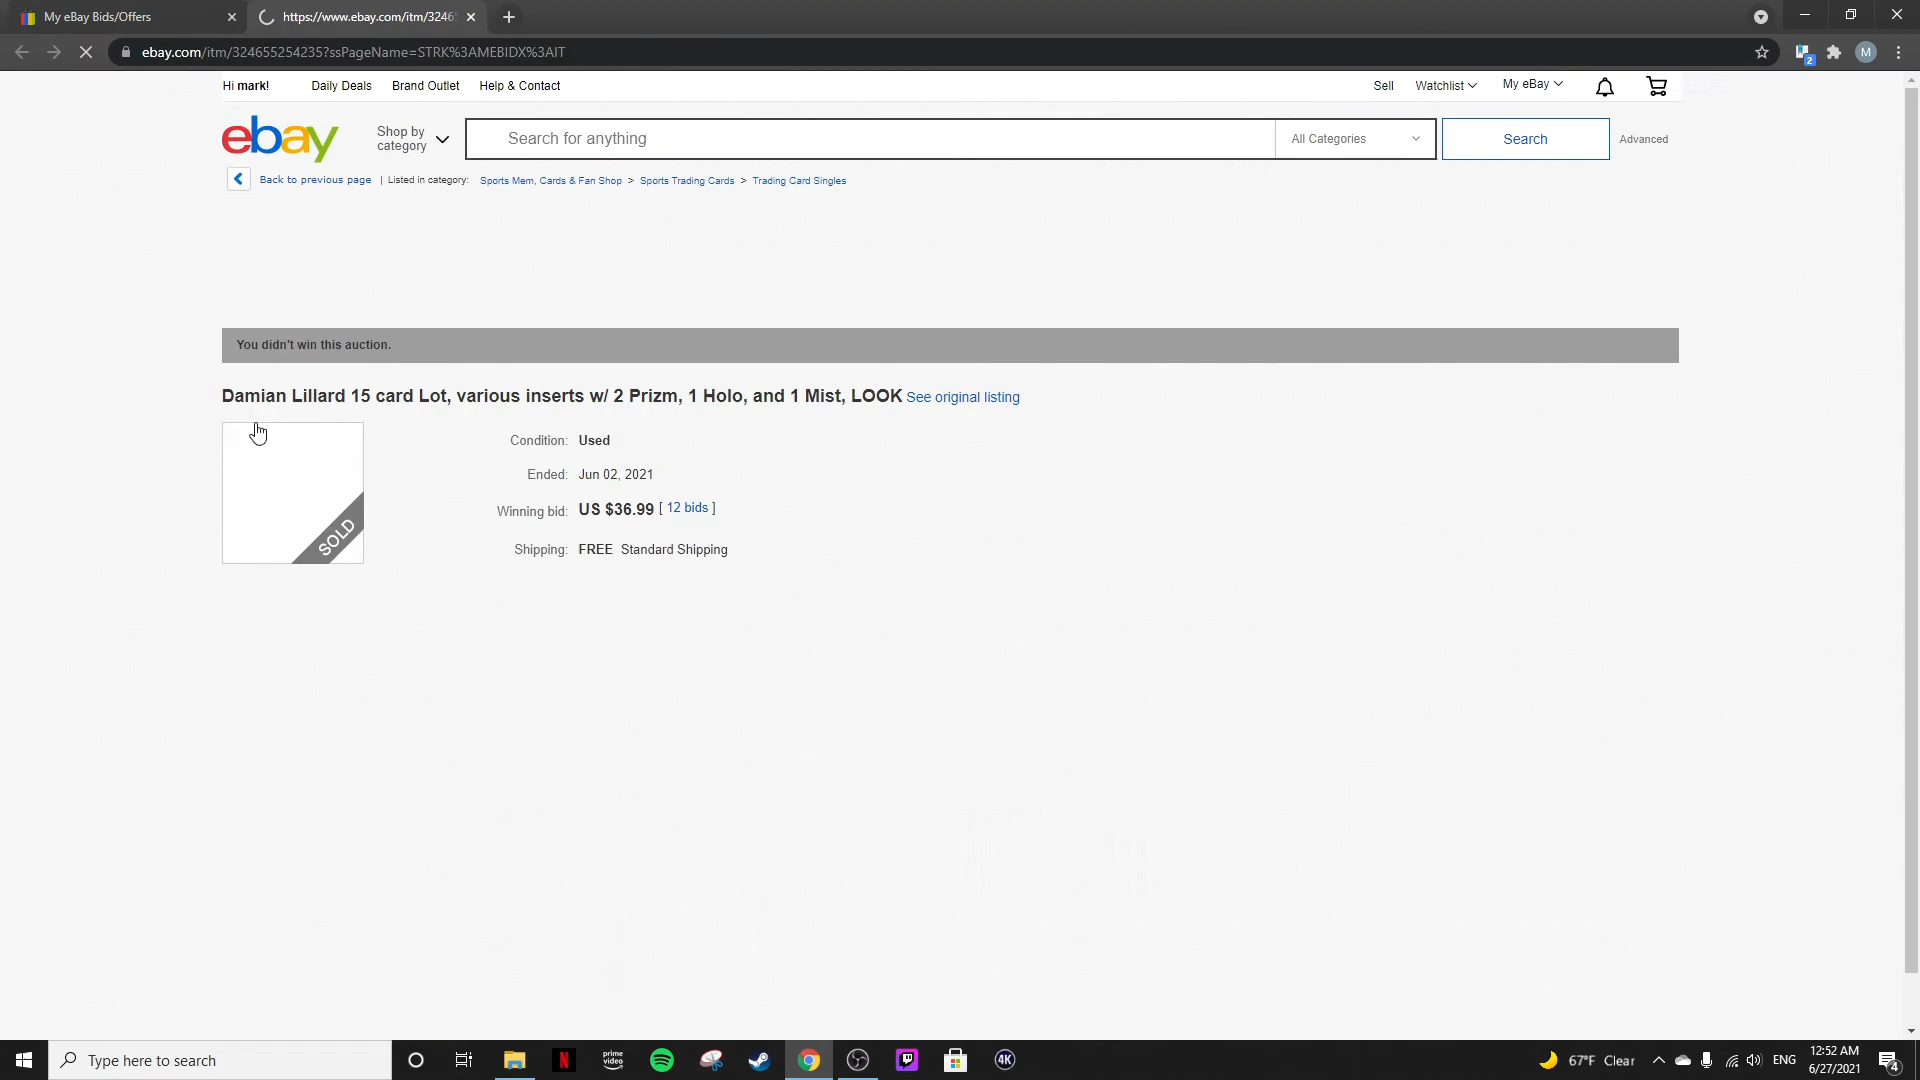 My eBay Bids/Offers
https://www.ebay.com/itm/3246
ebay.com/itm/324655254235?ssPageName=STRK%3AMEBIDX%3AIT
2
M
Hi mark!
Daily Deals
Brand Outlet
Help & Contact
Sell
Watchlist
My eBay
ebay
Shop by
category
Search for anything
All Categories
Search
Advanced
Back to previous page | Listed in category: Sports Mem, Cards & Fan Shop > Sports Trading Cards > Trading Card Singles
You didn't win this auction.
Damian Lillard 15 card Lot, various inserts w/ 2 Prizm, 1 Holo, and 1 Mist, LOOK See original listing
SOLD
Condition: Used
Ended: Jun 02, 2021
Winning bid: US $36.99 [ 12 bids ]
Shipping: FREE Standard Shipping
Type here to search
N
prime
video
4K
67°F Clear
ENG
12:52 AM
6/27/2021
4